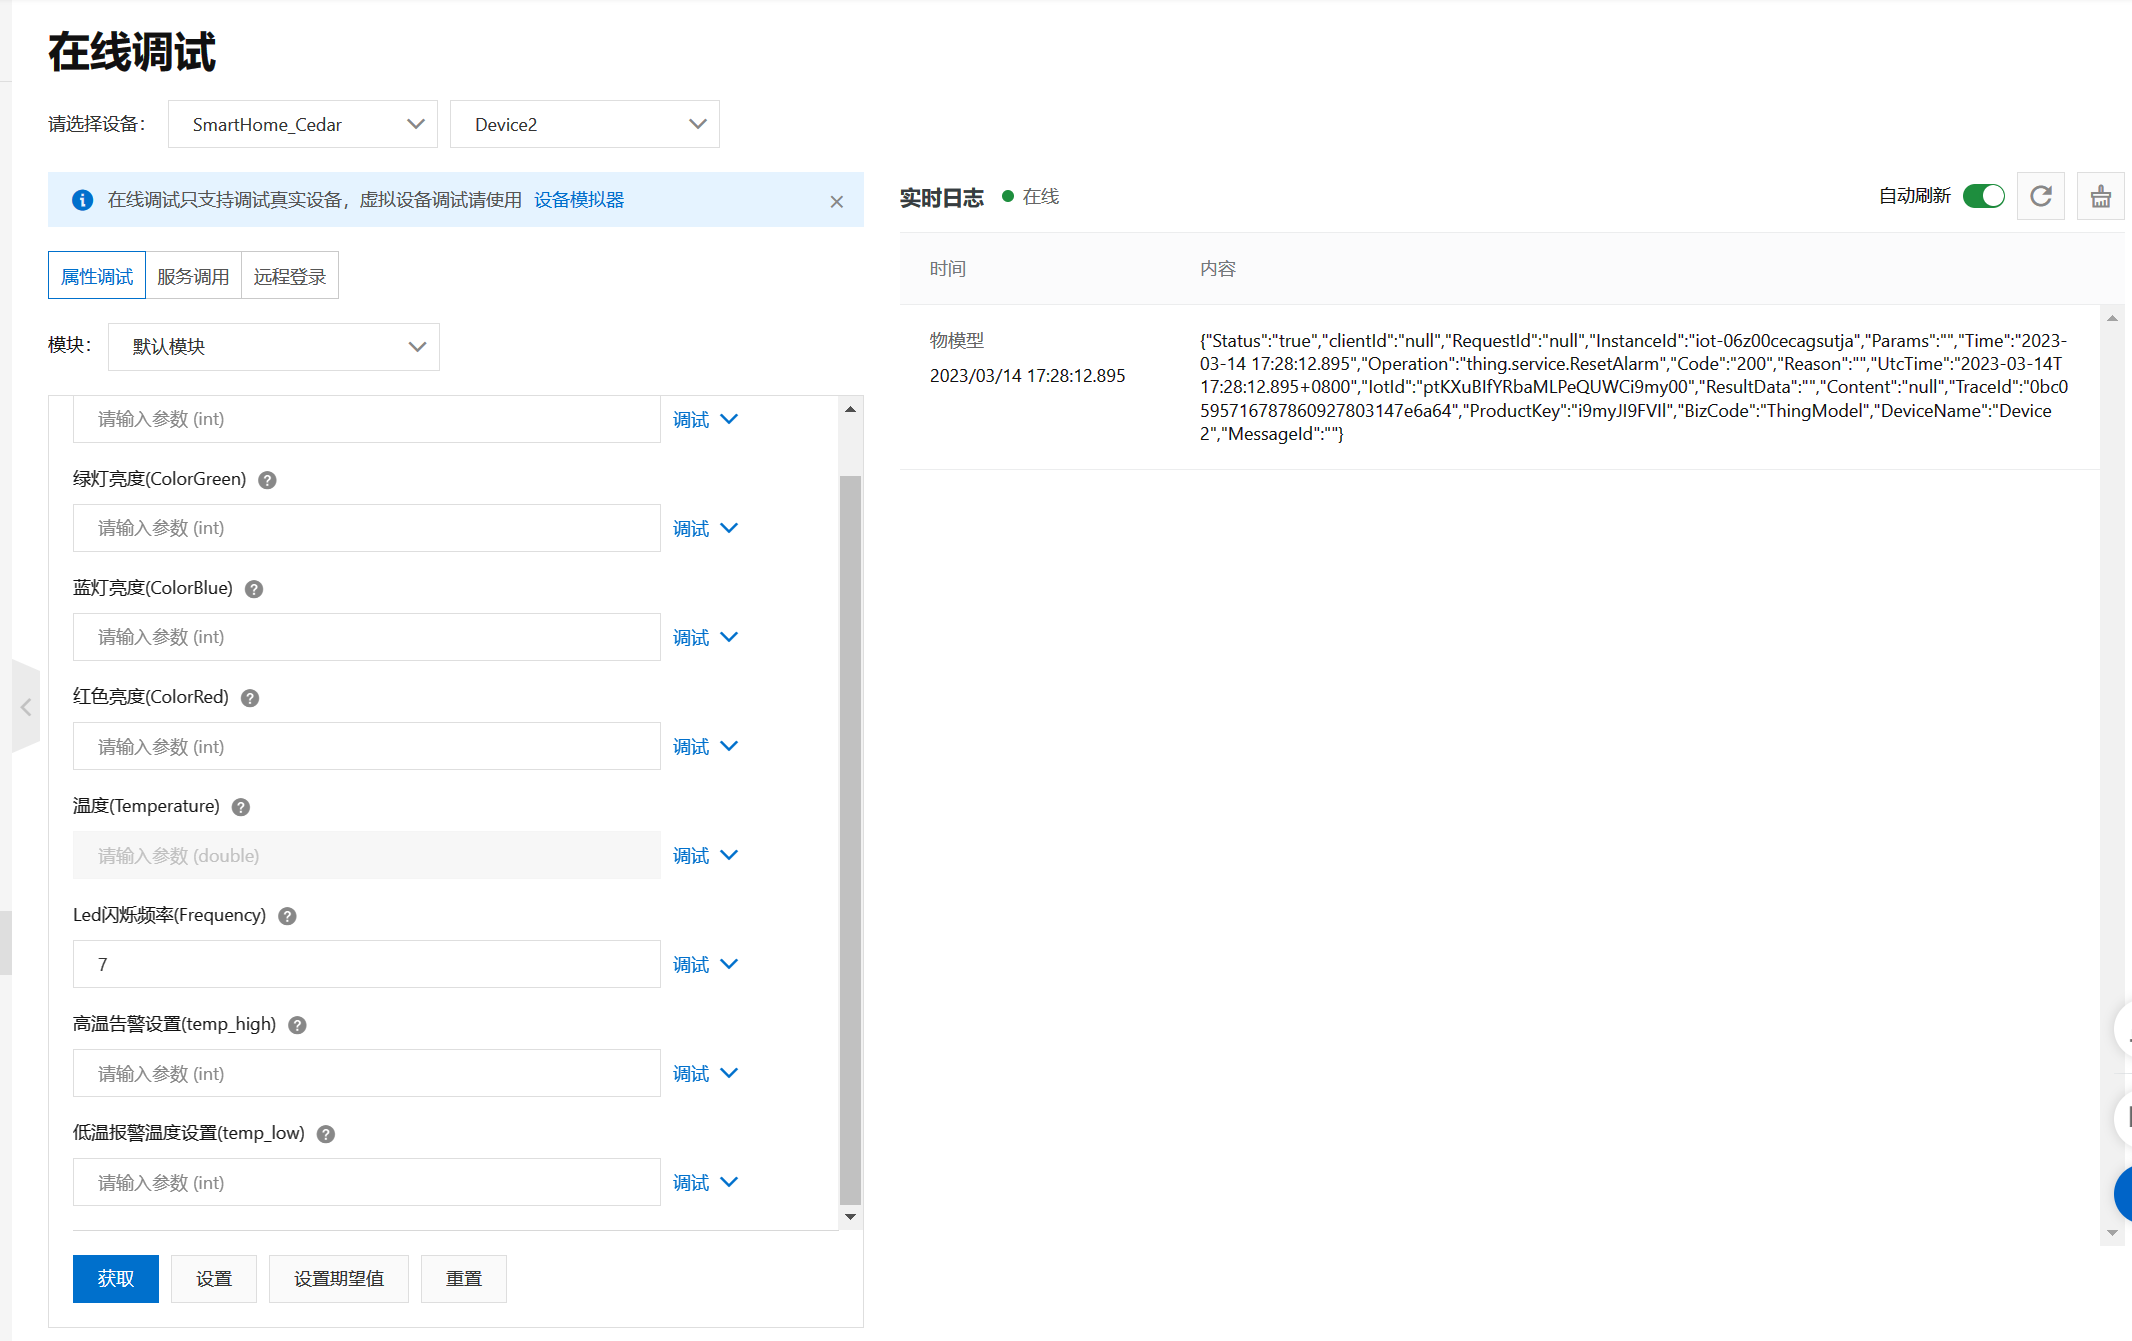 在线调试
请选择设备：
SmartHome_Cedar
Device2
在线调试只支持调试真实设备，虚拟设备调试请使用 设备模拟器
属性调试
服务调用
远程登录
模块：
默认模块
请输入参数 (int)
调试
绿灯亮度(ColorGreen)
请输入参数 (int)
调试
蓝灯亮度(ColorBlue)
请输入参数 (int)
调试
红色亮度(ColorRed)
请输入参数 (int)
调试
温度(Temperature)
请输入参数 (double)
调试
Led闪烁频率(Frequency)
7
调试
高温告警设置(temp_high)
请输入参数 (int)
调试
低温报警温度设置(temp_low)
请输入参数 (int)
调试
获取
设置
设置期望值
重置
实时日志
在线
自动刷新
时间
内容
物模型
2023/03/14 17:28:12.895
{"Status":"true","clientId":"null","RequestId":"null","InstanceId":"iot-06z00cecagsutja","Params":"","Time":"2023-
03-14 17:28:12.895","Operation":"thing.service.ResetAlarm","Code":"200","Reason":"","UtcTime":"2023-03-14T
17:28:12.895+0800","IotId":"ptKXuBIfYRbaMLPeQUWCi9my00","ResultData":"","Content":"null","TraceId":"0bc0
595716787860927803147e6a64","ProductKey":"i9myJI9FVIl","BizCode":"ThingModel","DeviceName":"Device
2","MessageId":""}